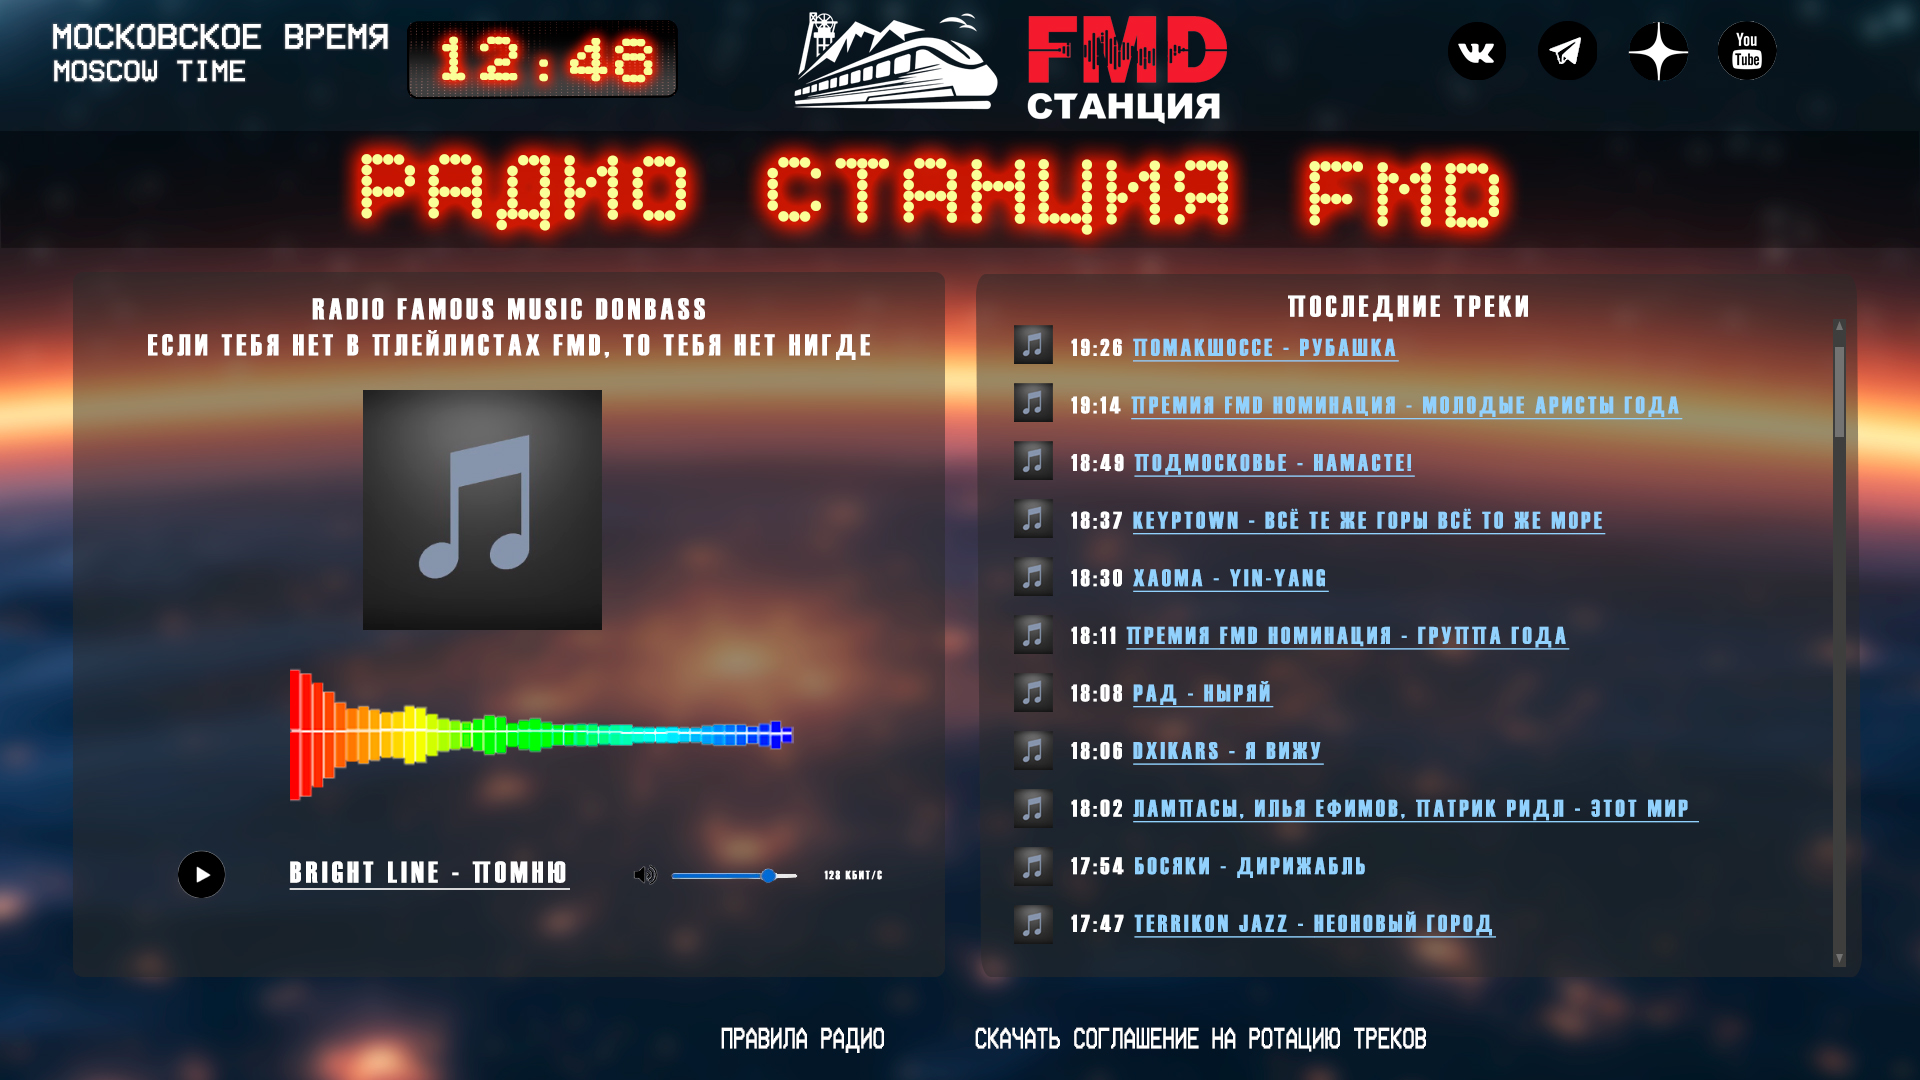 МОСКОВСКОЕ ВРЕМЯ
MOSCOW TIME
12:48
FMD
СТАНЦИЯ
You
Tube
РАДИО СТАНЦИЯ FMD
RADIO FAMOUS MUSIC DONBASS
ЕСЛИ ТЕБЯ НЕТ В ПЛЕЙЛИСТАХ FMD, ТО ТЕБЯ НЕТ НИГДЕ
BRIGHT LINE - ПОМНЮ
128 КБИТ/С
ПОСЛЕДНИЕ ТРЕКИ
19:26 ПОМАКШОССЕ - РУБАШКА
19:14 ПРЕМИЯ FMD НОМИНАЦИЯ - МОЛОДЫЕ АРИСТЫ ГОДА
18:49 ПОДМОСКОВЬЕ - НАМАСТЕ!
18:37 KEYPTOWN - ВСЁ ТЕ ЖЕ ГОРЫ ВСЁ ТО ЖЕ МОРЕ
18:30 ХАОМА - YIN-YANG
18:11 ПРЕМИЯ FMD НОМИНАЦИЯ - ГРУППА ГОДА
18:08 РАД - НЫРЯЙ
18:06 DXIKARS - Я ВИЖУ
18:02 ЛАМПАСЫ, ИЛЬЯ ЕФИМОВ, ПАТРИК РИДЛ - ЭТОТ МИР
17:54 БОСЯКИ - ДИРИЖАБЛЬ
17:47 TERRIKON JAZZ - НЕОНОВЫЙ ГОРОД
ПРАВИЛА РАДИО
СКАЧАТЬ СОГЛАШЕНИЕ НА РОТАЦИЮ ТРЕКОВ